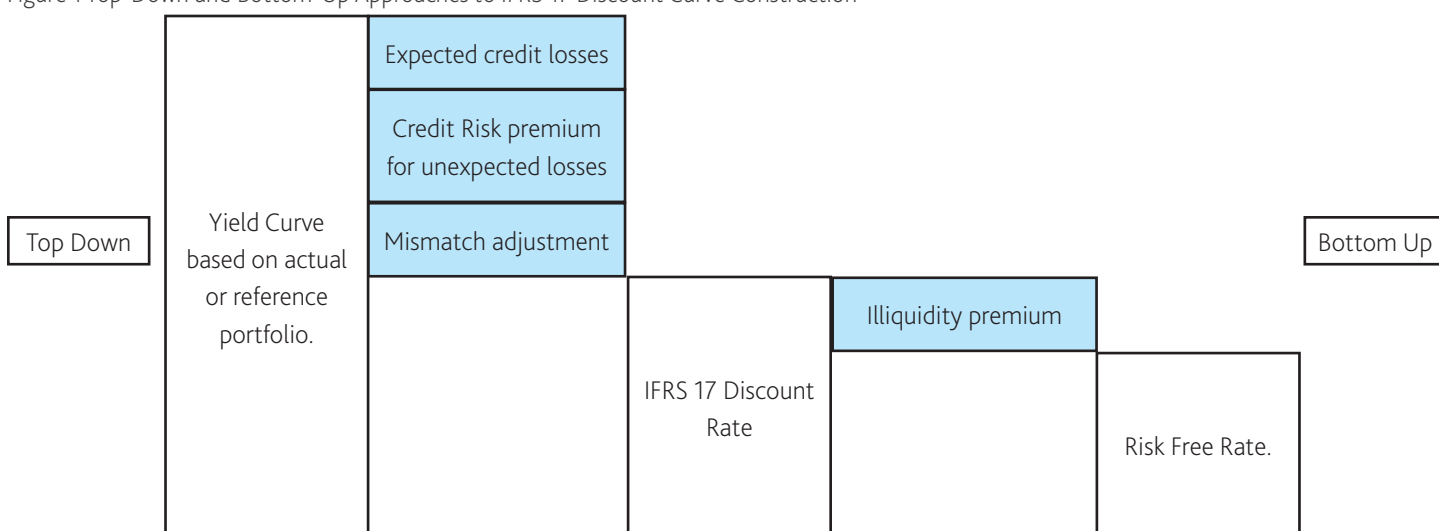 Figure 1 Top-Down and Bottom-Up Approaches to IFRS 17 Discount Curve Construction
Top Down
Yield Curve
based on actual
or reference
portfolio.
Expected credit losses
Credit Risk premium
for unexpected losses
Mismatch adjustment
IFRS 17 Discount
Rate
Illiquidity premium
Risk Free Rate.
Bottom Up